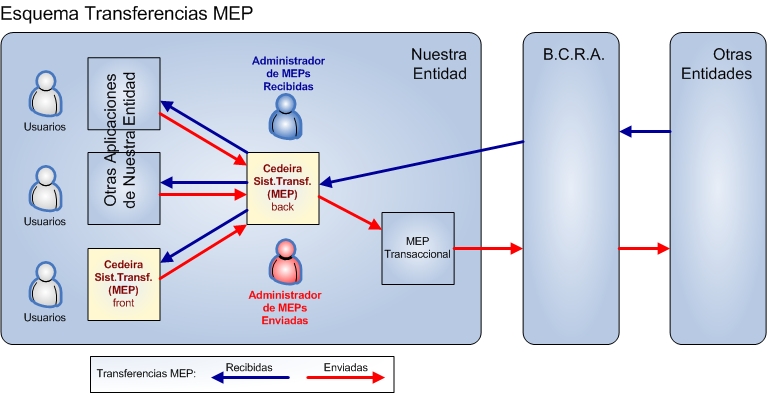 Esquema Transferencias MEP
Nuestra
Entidad
B.C.R.A.
Otras
Entidades
Administrador
de MEPs
Recibidas
Usuarios
Otras Aplicaciones
de Nuestra Entidad
Usuarios
Cedeira
Sist.Transf.
(MEP)
back
MEP
Transaccional
Cedeira
Sist.Transf.
(MEP)
front
Usuarios
Administrador
de MEPs
Enviadas
Transferencias MEP:
Recibidas
Enviadas